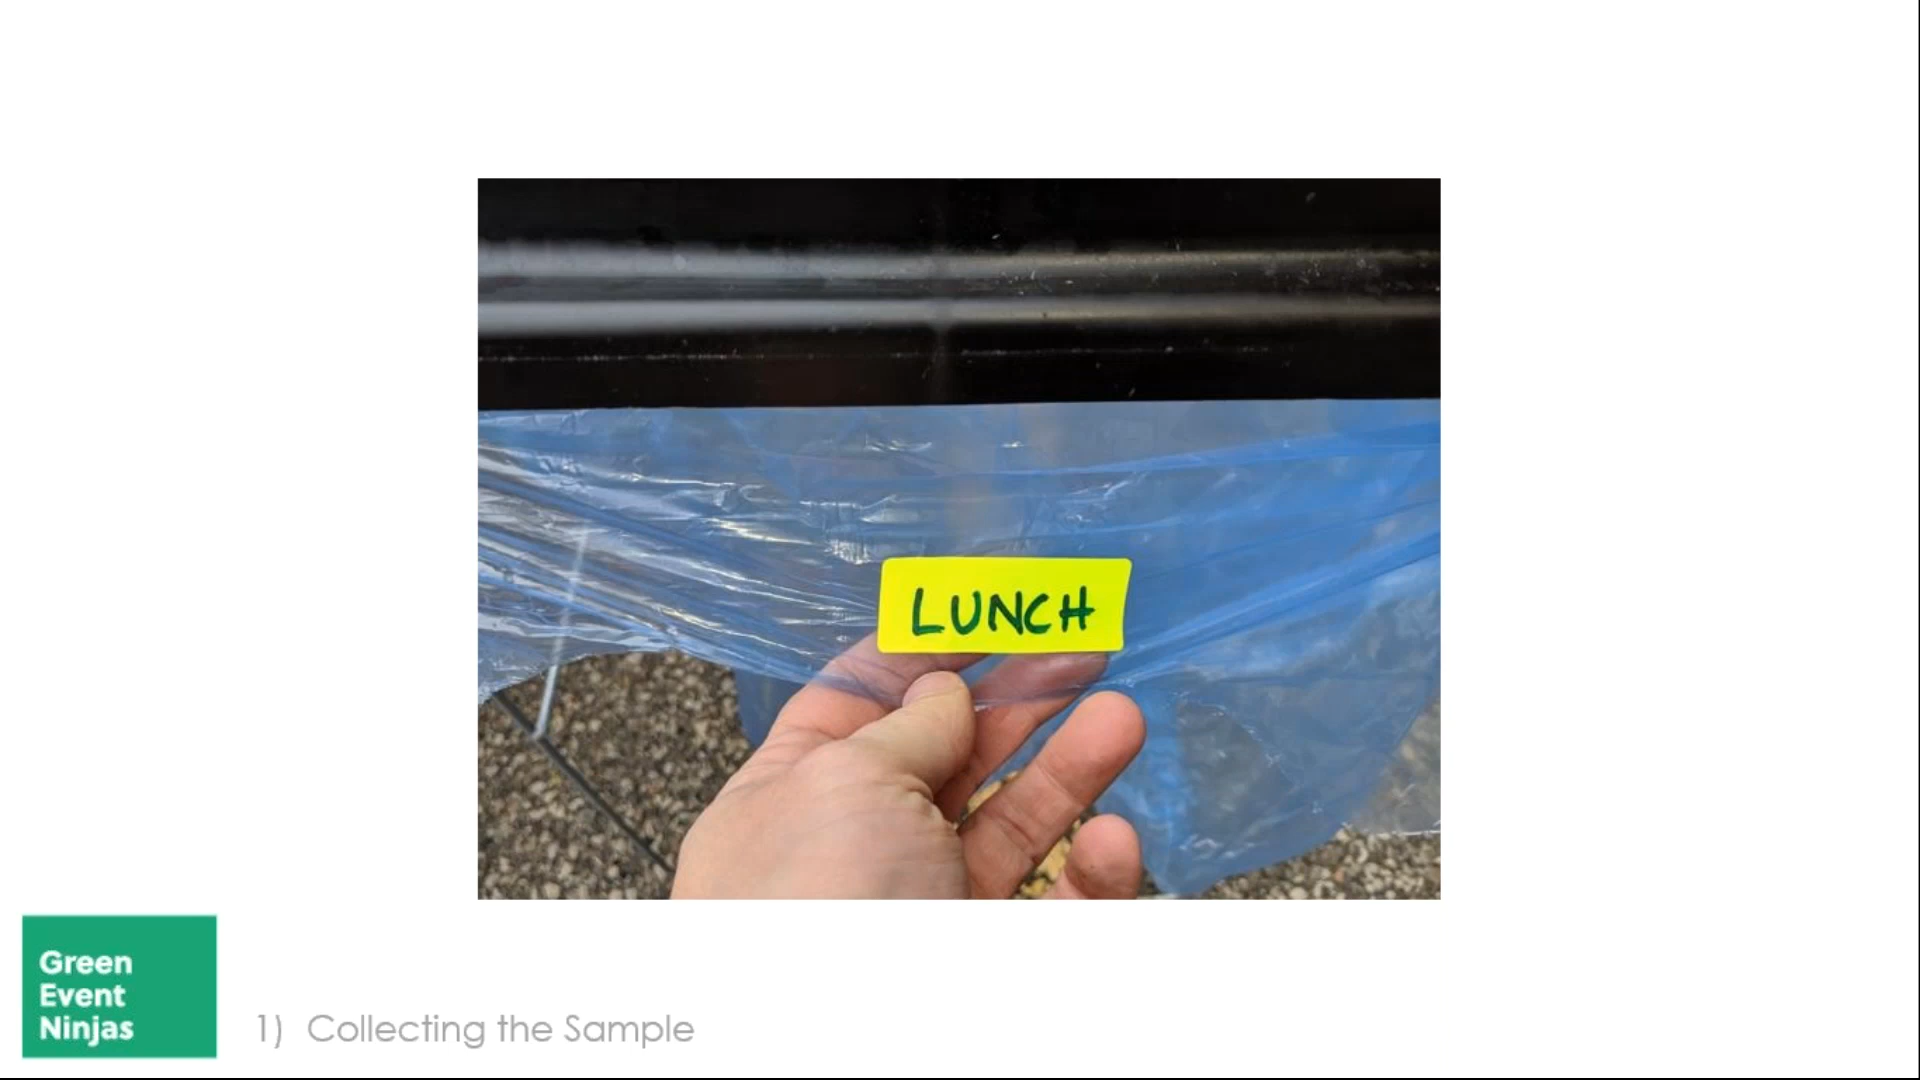 LUNCH
Green
Event
Ninjas
1) Collecting the Sample